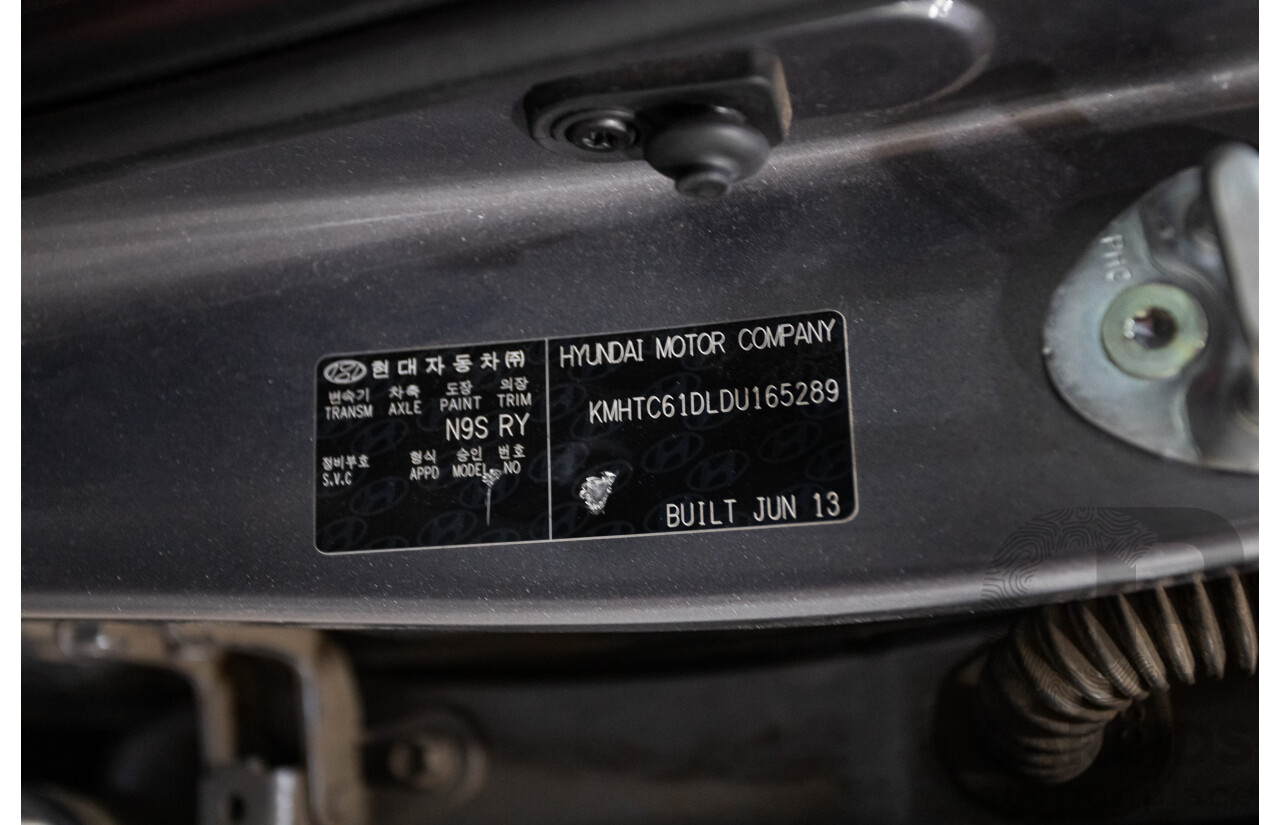 현대자동차㈜
변속기 차축 도장 의장
TRANSM AXLE PAINT TRIM
N9S RY
정비부호 형식 승인 번호
S.V.C APPD MODEL NO
HYUNDAI MOTOR COMPANY
KMHTC61DLDU165289
BUILT JUN 13
PHC